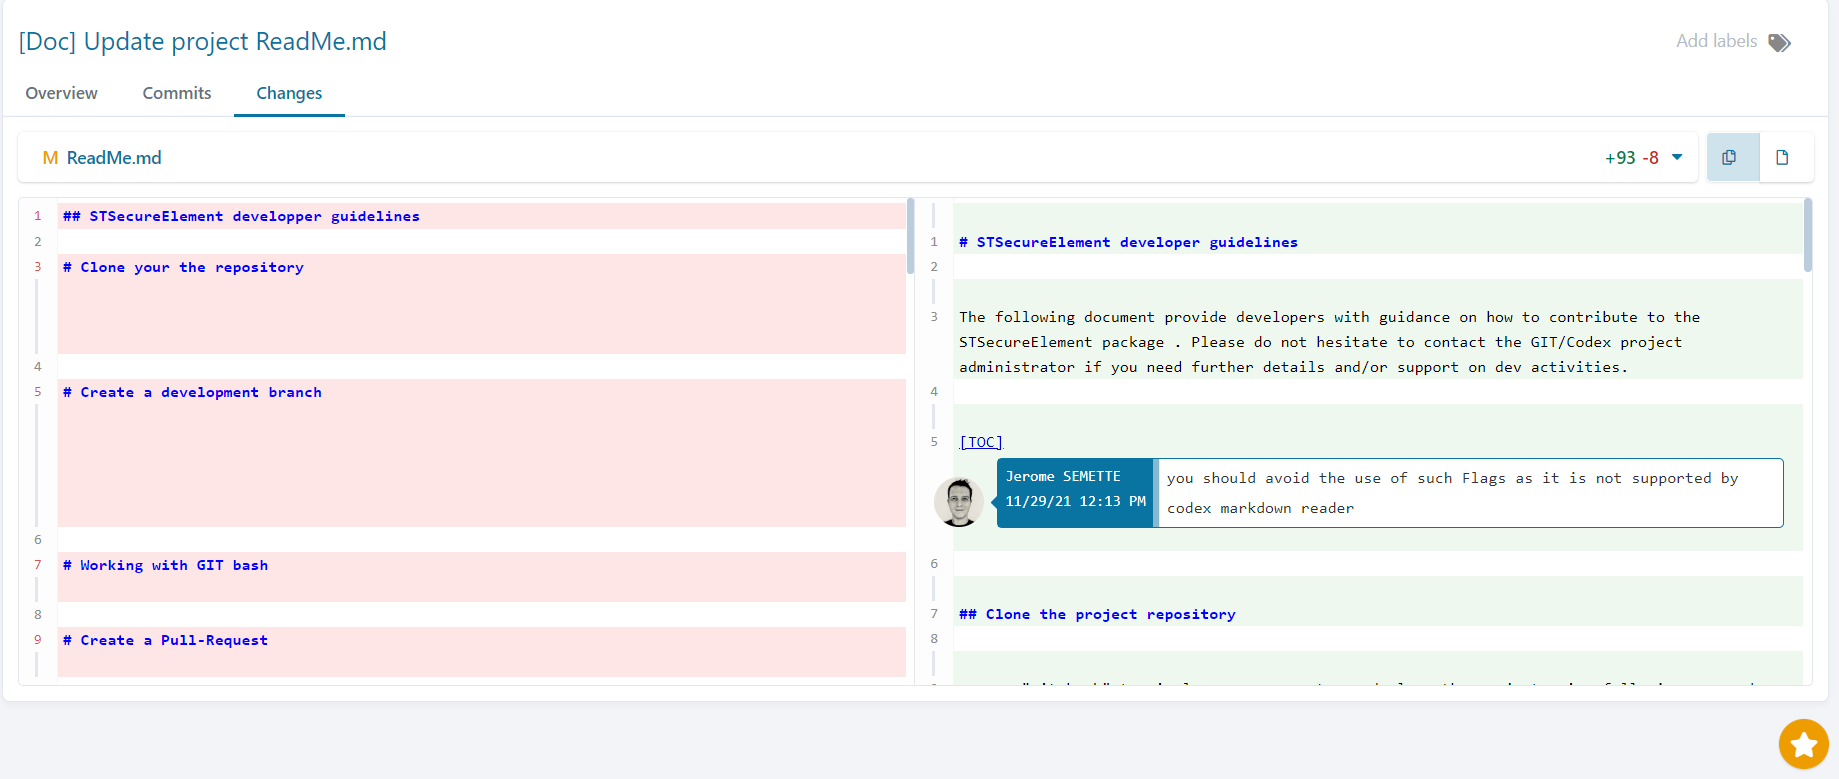 [Doc] Update project ReadMe.md
Add labels
Overview Commits Changes
M ReadMe.md
+93 -8
1 ## STSecureElement developper guidelines
2
3 # Clone your the repository
4
5 # Create a development branch
6
7 # Working with GIT bash
8
9 # Create a Pull-Request
1 # STSecureElement developer guidelines
2
3 The following document provide developers with guidance on how to contribute to the
STSecureElement package . Please do not hesitate to contact the GIT/Codex project
administrator if you need further details and/or support on dev activities.
4
5 [TOC]
Jerome SEMETTE
11/29/21 12:13 PM
you should avoid the use of such Flags as it is not supported by
codex markdown reader
6
7 ## Clone the project repository
8